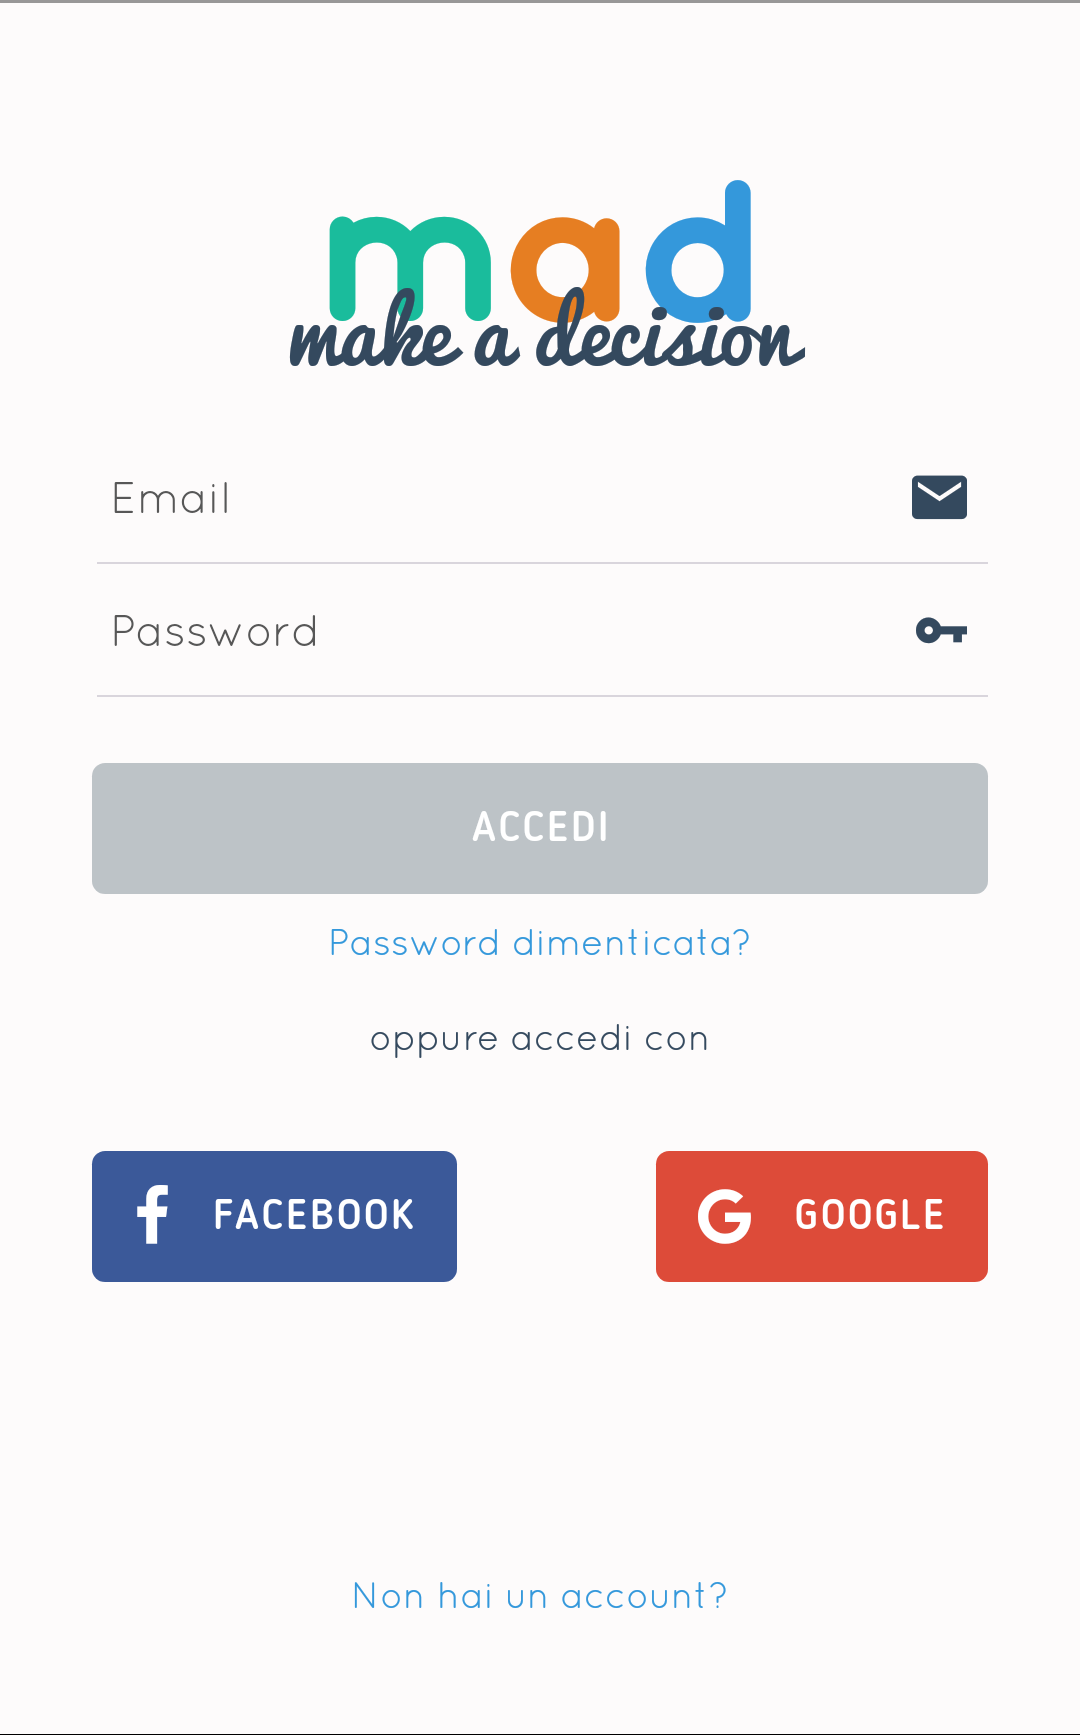 mad
make a decision
Email
Password
ACCEDI
Password dimenticata?
oppure accedi con
FACEBOOK
GOOGLE
Non hai un account?